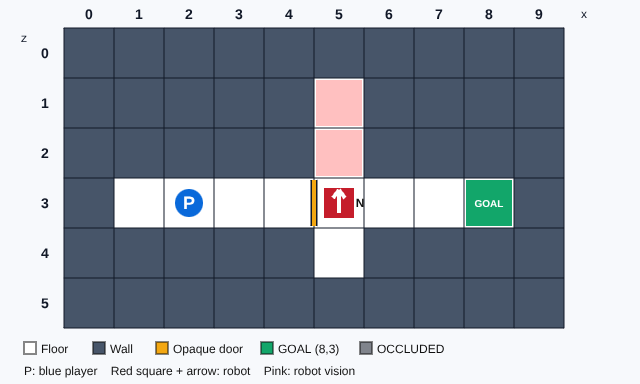 0 1 2 3 4 5 6 7 8 9 x
z
0
1
2
3 P N GOAL
4
5
Floor Wall Opaque door GOAL (8,3) OCCLUDED
P: blue player Red square + arrow: robot Pink: robot vision